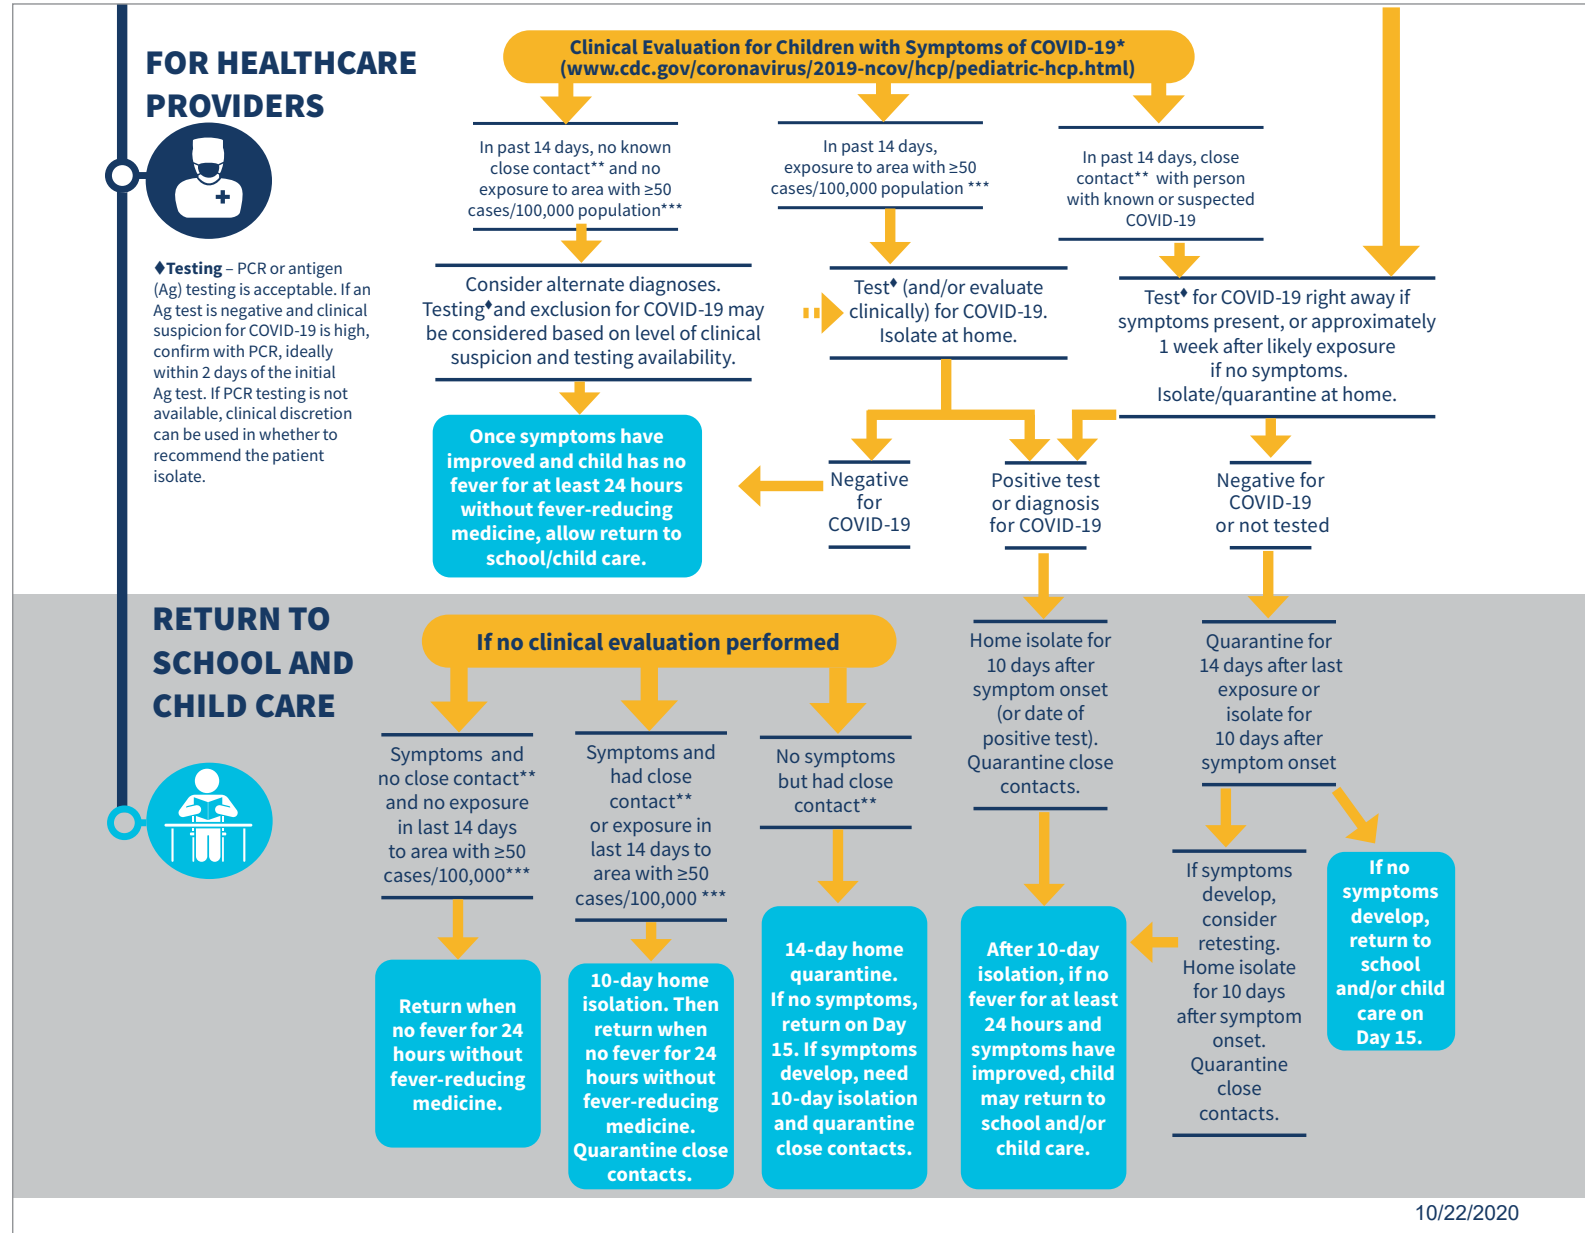 FOR HEALTHCARE
PROVIDERS
♦Testing – PCR or antigen
(Ag) testing is acceptable. If an
Ag test is negative and clinical
suspicion for COVID-19 is high,
confirm with PCR, ideally
within 2 days of the initial
Ag test. If PCR testing is not
available, clinical discretion
can be used in whether to
recommend the patient
isolate.
Clinical Evaluation for Children with Symptoms of COVID-19*
(www.cdc.gov/coronavirus/2019-ncov/hcp/pediatric-hcp.html)
In past 14 days, no known
close contact** and no
exposure to area with ≥50
cases/100,000 population***
In past 14 days,
exposure to area with ≥50
cases/100,000 population ***
In past 14 days, close
contact** with person
with known or suspected
COVID-19
Consider alternate diagnoses.
Testing♦and exclusion for COVID-19 may
be considered based on level of clinical
suspicion and testing availability.
Test♦ (and/or evaluate
clinically) for COVID-19.
Isolate at home.
Test♦ for COVID-19 right away if
symptoms present, or approximately
1 week after likely exposure
if no symptoms.
Isolate/quarantine at home.
Once symptoms have
improved and child has no
fever for at least 24 hours
without fever-reducing
medicine, allow return to
school/child care.
Negative
for
COVID-19
Positive test
or diagnosis
for COVID-19
Negative for
COVID-19
or not tested
RETURN TO
SCHOOL AND
CHILD CARE
If no clinical evaluation performed
Symptoms and
no close contact**
and no exposure
in last 14 days
to area with ≥50
cases/100,000***
Symptoms and
had close
contact**
or exposure in
last 14 days to
area with ≥50
cases/100,000 ***
No symptoms
but had close
contact**
Home isolate for
10 days after
symptom onset
(or date of
positive test).
Quarantine close
contacts.
Quarantine for
14 days after last
exposure or
isolate for
10 days after
symptom onset
Return when
no fever for 24
hours without
fever-reducing
medicine.
10-day home
isolation. Then
return when
no fever for 24
hours without
fever-reducing
medicine.
Quarantine close
contacts.
14-day home
quarantine.
If no symptoms,
return on Day
15. If symptoms
develop, need
10-day isolation
and quarantine
close contacts.
After 10-day
isolation, if no
fever for at least
24 hours and
symptoms have
improved, child
may return to
school and/or
child care.
If symptoms
develop,
consider
retesting.
Home isolate
for 10 days
after symptom
onset.
Quarantine
close
contacts.
If no
symptoms
develop,
return to
school
and/or child
care on
Day 15.
10/22/2020